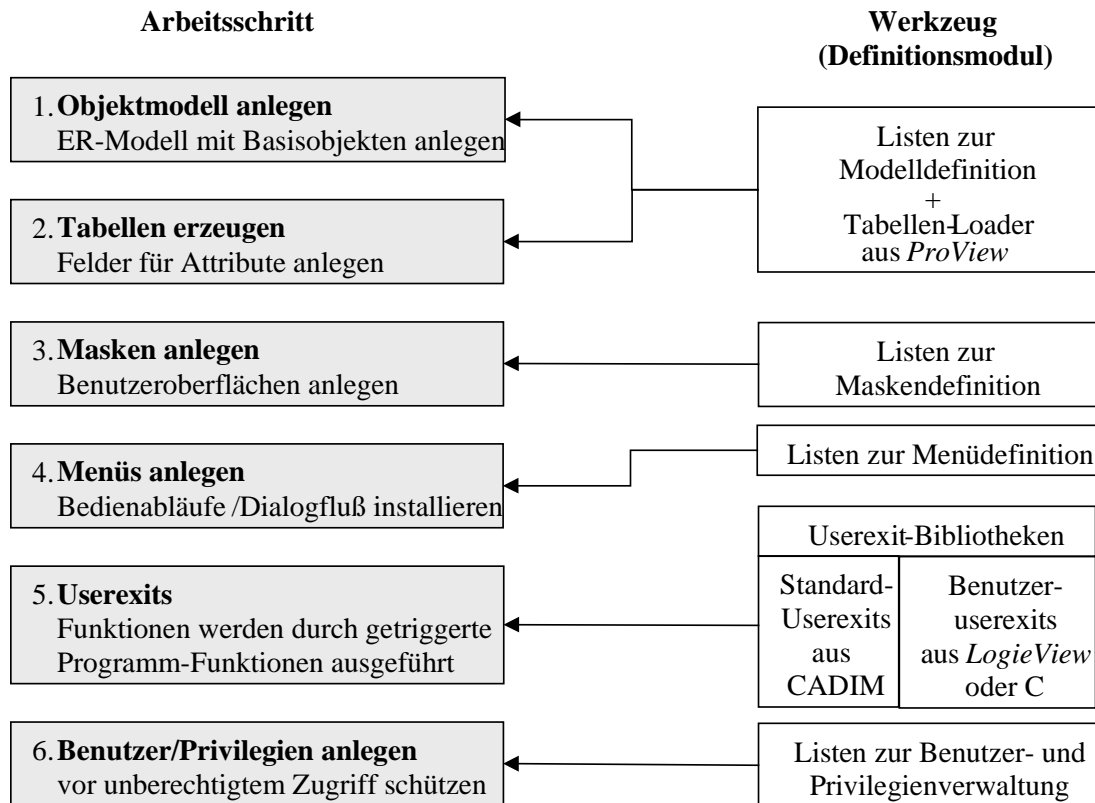 Arbeitsschritt
Werkzeug
(Definitionsmodul)
1. Objektmodell anlegen
ER-Modell mit Basisobjekten anlegen
Listen zur
Modelldefinition
+
Tabellen-Loader
aus ProView
2. Tabellen erzeugen
Felder für Attribute anlegen
3. Masken anlegen
Benutzeroberflächen anlegen
Listen zur
Maskendefinition
4. Menüs anlegen
Bedienabläufe /Dialogfluß installieren
Listen zur Menüdefinition
5. Userexits
Funktionen werden durch getriggerte
Programm-Funktionen ausgeführt
Userexit-Bibliotheken
Standard-
Userexits
aus
CADIM
Benutzer-
userexits
aus LogieView
oder C
6. Benutzer/Privilegien anlegen
vor unberechtigtem Zugriff schützen
Listen zur Benutzer- und
Privilegienverwaltung